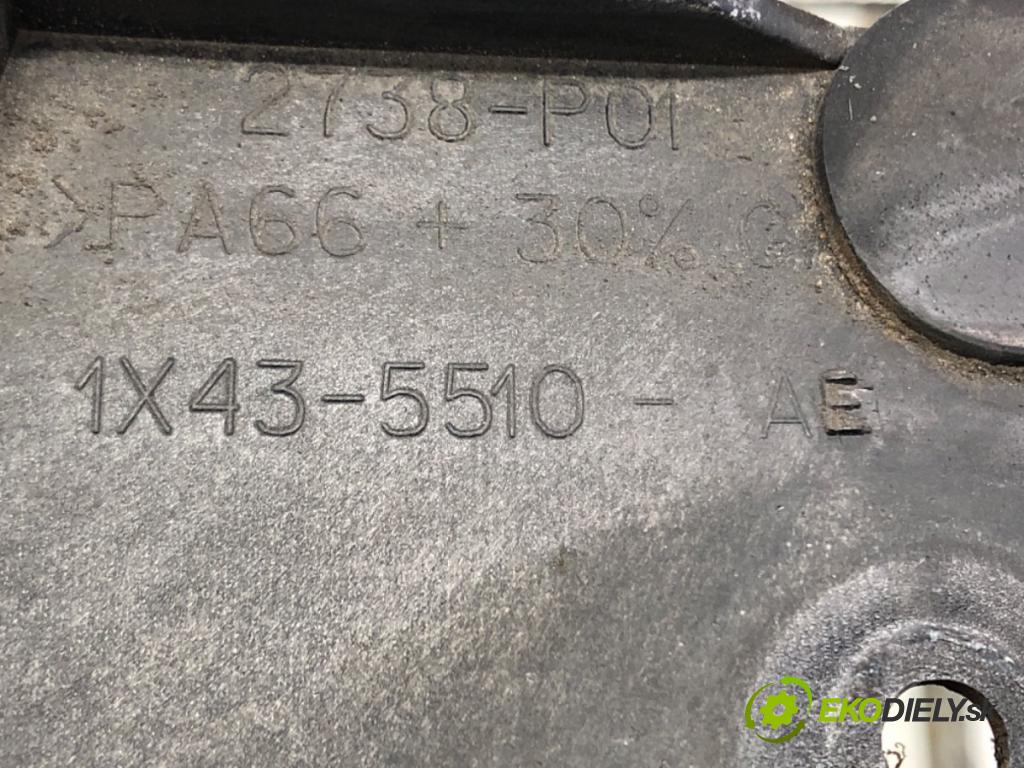 2738-P01
>PA66 + 30% G
1X43-5510 - AE
EKODIELY.sk